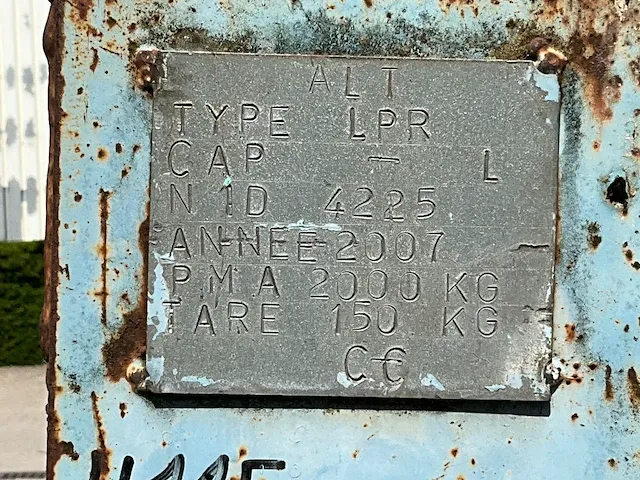 ALT
TYPE LPR
CAP - L
N ID 4225
ANNEE 2007
PMA 2000 KG
TARE 150 KG
CE